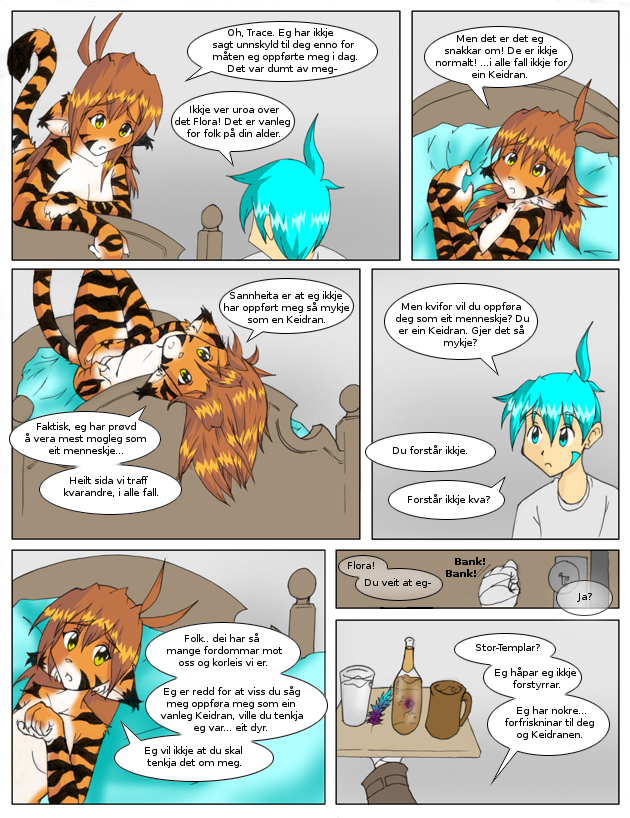 Oh, Trace. Eg har ikkje
sagt unnskyld til deg enno for
måten eg oppførte meg i dag.
Det var dumt av meg-
Ikkje ver uroa over
det Flora! Det er vanleg
for folk på din alder.
Men det er det eg
snakkar om! De er ikkje
normalt! ...i alle fall ikkje for
ein Keidran.
Sannheita er at eg ikkje
har oppført meg så mykje
som en Keidran.
Faktisk, eg har prøvd
å vera mest mogleg som
eit menneskje...
Heilt sida vi traff
kvarandre, i alle fall.
Men kvifor vil du oppføra
deg som eit menneskje? Du
er ein Keidran. Gjer det så
mykje?
Du forstår ikkje.
Forstår ikkje kva?
Folk.. dei har så
mange fordommar mot
oss og korleis vi er.
Eg er redd for at viss du såg
meg oppføra meg som ein
vanleg Keidran, ville du tenkja
eg var... eit dyr.
Eg vil ikkje at du skal
tenkja det om meg.
Flora!
Du veit at eg-
Bank!
Bank!
Ja?
Stor-Templar?
Eg håpar eg ikkje
forstyrrar.
Eg har nokre...
forfriskninar til deg
og Keidranen.